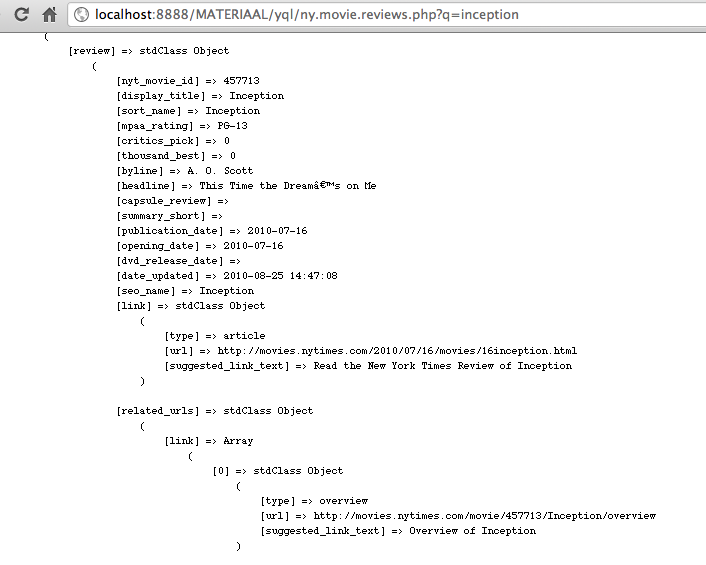 localhost:8888/MATERIAAL/yql/ny.movie.reviews.php?q=inception
(
[review] => stdClass Object
(
[nyt_movie_id] => 457713
[display_title] => Inception
[sort_name] => Inception
[mpaa_rating] => PG-13
[critics_pick] => 0
[thousand_best] => 0
[byline] => A. O. Scott
[headline] => This Time the Dreamâ€™s on Me
[capsule_review] =>
[summary_short] =>
[publication_date] => 2010-07-16
[opening_date] => 2010-07-16
[dvd_release_date] =>
[date_updated] => 2010-08-25 14:47:08
[seo_name] => Inception
[link] => stdClass Object
(
[type] => article
[url] => http://movies.nytimes.com/2010/07/16/movies/16inception.html
[suggested_link_text] => Read the New York Times Review of Inception
)
[related_urls] => stdClass Object
(
[link] => Array
(
[0] => stdClass Object
(
[type] => overview
[url] => http://movies.nytimes.com/movie/457713/Inception/overview
[suggested_link_text] => Overview of Inception
)